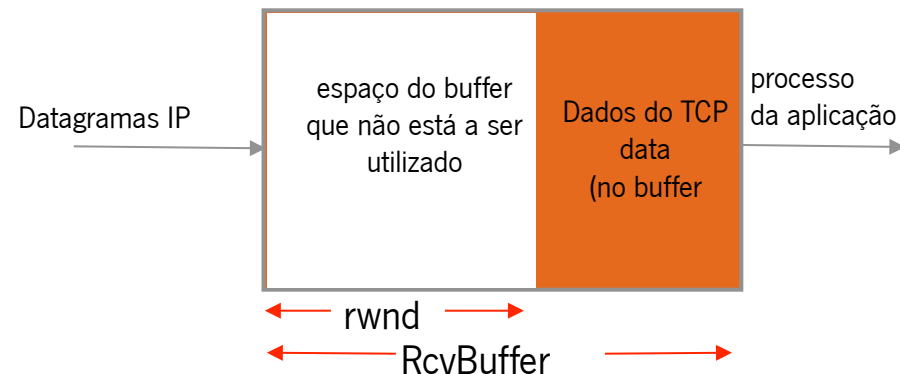 Datagramas IP
espaço do buffer
que não está a ser
utilizado
Dados do TCP
data
(no buffer
processo
da aplicação
rwnd
RcvBuffer